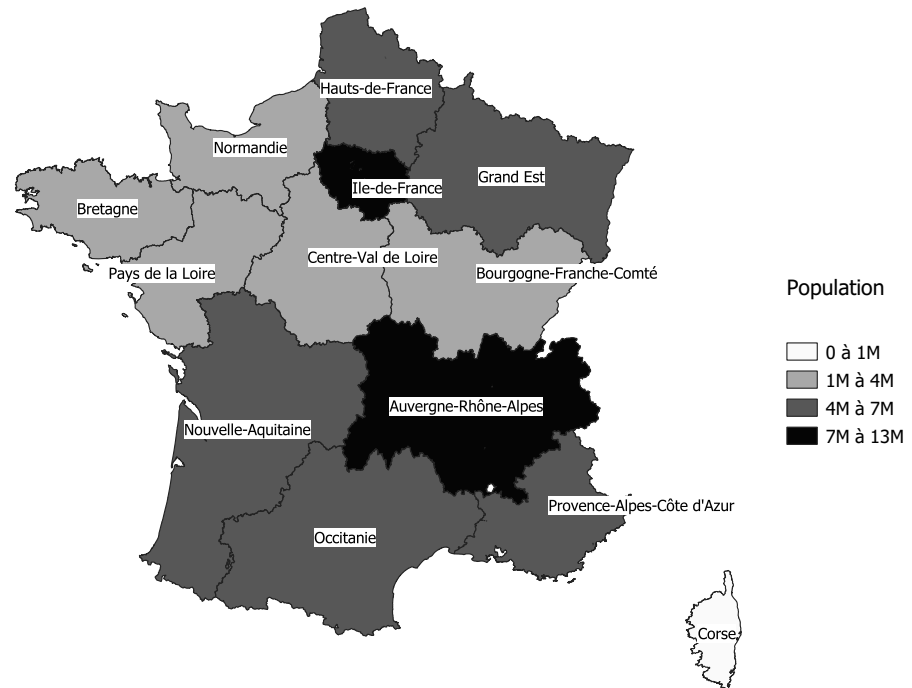 Hauts-de-France
Normandie
Grand Est
Ile-de-France
Bretagne
Centre-Val de Loire
Pays de la Loire
Bourgogne-Franche-Comté
Population
0 à 1M
1M à 4M
4M à 7M
7M à 13M
Auvergne-Rhône-Alpes
Nouvelle-Aquitaine
Provence-Alpes-Côte d'Azur
Occitanie
Corse